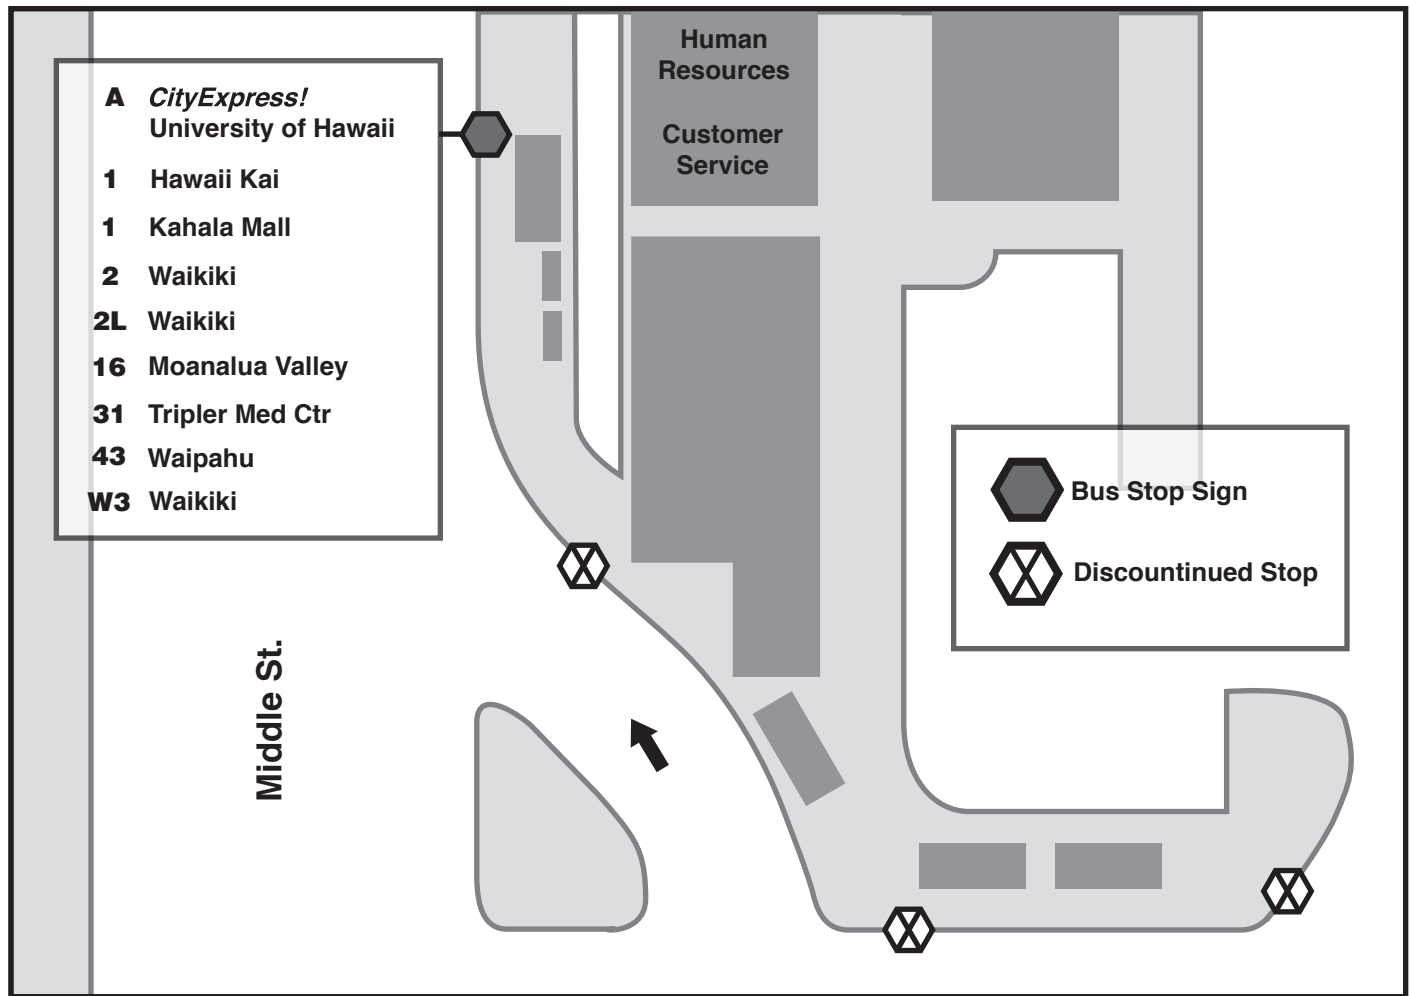 A CityExpress!
University of Hawaii
1 Hawaii Kai
1 Kahala Mall
2 Waikiki
2L Waikiki
16 Moanalua Valley
31 Tripler Med Ctr
43 Waipahu
W3 Waikiki
Human
Resources
Customer
Service
Bus Stop Sign
Discountinued Stop
Middle St.